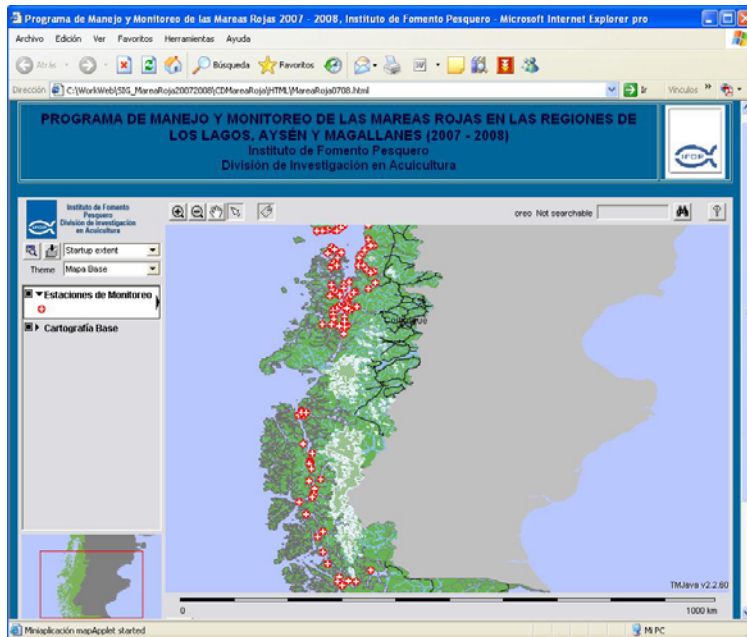 Programa de Manejo y Monitoreo de las Mareas Rojas 2007 - 2008, Instituto de Fomento Pesquero - Microsoft Internet Explorer pro
Archivo Edición Ver Favoritos Herramientas Ayuda
Atrás Búsqueda Favoritos
Dirección C:\WorkWeb\SIG_MareaRoja20072008\CDMareaRoja\HTML\MareaRoja0708.html Ir Vínculos »
PROGRAMA DE MANEJO Y MONITOREO DE LAS MAREAS ROJAS EN LAS REGIONES DE
LOS LAGOS, AYSÉN Y MAGALLANES (2007 - 2008)
Instituto de Fomento Pesquero
División de Investigación en Acuicultura
IFOP
Instituto de Fomento
Pesquero
División de Investigación
en Acuicultura
oreo Not searchable
Startup extent
Theme Mapa Base
Estaciones de Monitoreo
Cartografía Base
TMJava v2.2.60
0 1000 km
Miniaplicación mapApplet started Mi PC